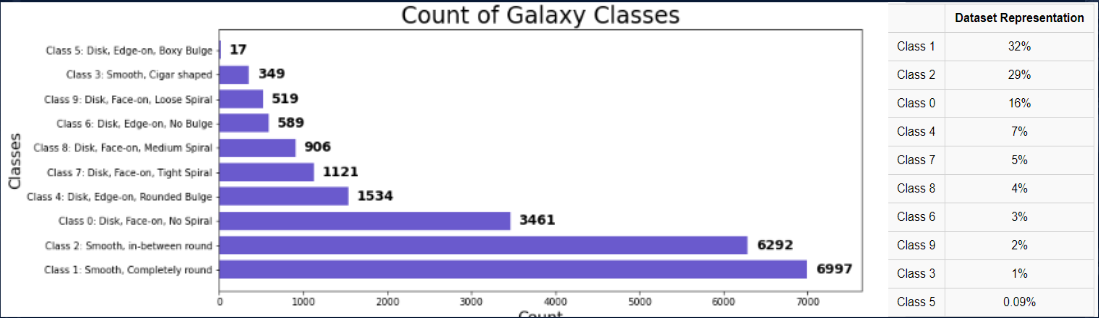 Count of Galaxy Classes
Classes
Class 5: Disk, Edge-on, Boxy Bulge 17
Class 3: Smooth, Cigar shaped 349
Class 9: Disk, Face-on, Loose Spiral 519
Class 6: Disk, Edge-on, No Bulge 589
Class 8: Disk, Face-on, Medium Spiral 906
Class 7: Disk, Face-on, Tight Spiral 1121
Class 4: Disk, Edge-on, Rounded Bulge 1534
Class 0: Disk, Face-on, No Spiral 3461
Class 2: Smooth, in-between round 6292
Class 1: Smooth, Completely round 6997
0 1000 2000 3000 4000 5000 6000 7000
Count
Dataset Representation
Class 1 32%
Class 2 29%
Class 0 16%
Class 4 7%
Class 7 5%
Class 8 4%
Class 6 3%
Class 9 2%
Class 3 1%
Class 5 0.09%